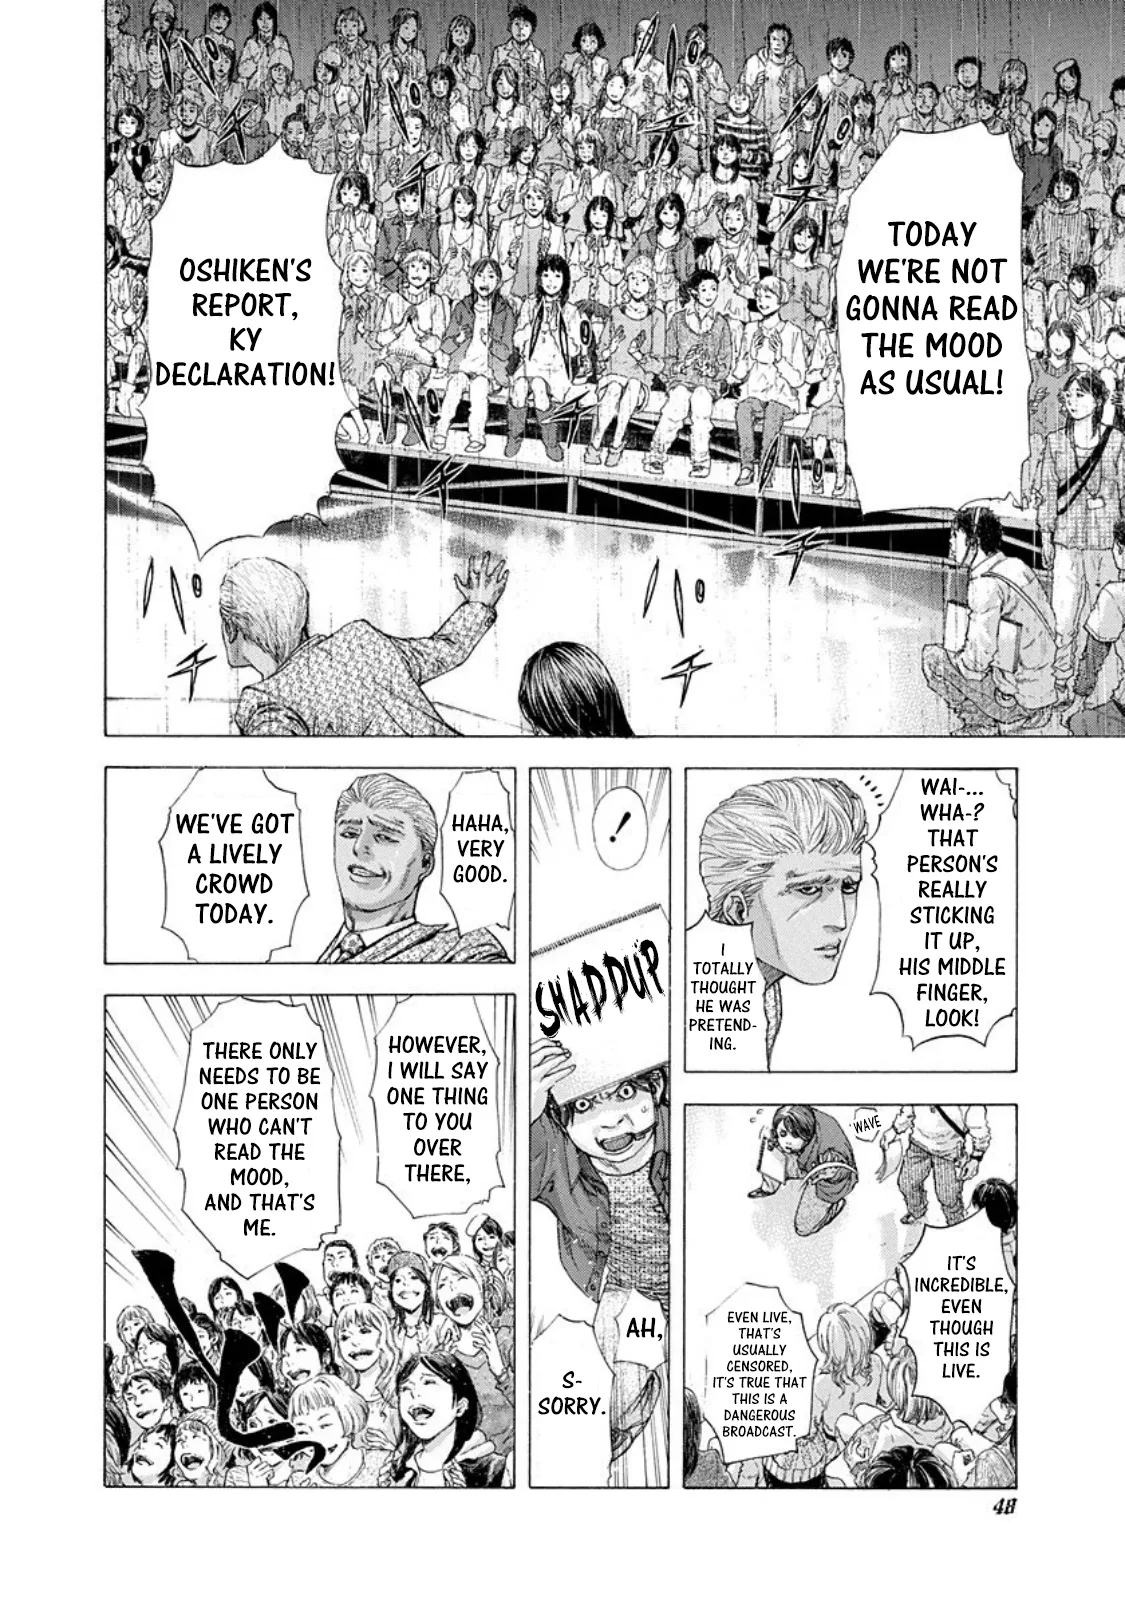 TODAY
WE'RE NOT
GONNA READ
THE MOOD
AS USUAL!
OSHIKEN'S
REPORT,
KY
DECLARATION!
WAI-...
WHA-?
THAT
PERSON'S
REALLY
STICKING
IT UP,
HIS MIDDLE
FINGER,
LOOK!
I
TOTALLY
THOUGHT
HE WAS
PRETEND-
ING.
WAVE
IT'S
INCREDIBLE,
EVEN
THOUGH
THIS IS
LIVE.
EVEN LIVE,
THAT'S
USUALLY
CENSORED,
IT'S TRUE THAT
THIS IS A
DANGEROUS
BROADCAST.
!
SHADDUP
AH,
S-
SORRY.
HAHA,
VERY
GOOD.
WE'VE GOT
A LIVELY
CROWD
TODAY.
HOWEVER,
I WILL SAY
ONE THING
TO YOU
OVER
THERE,
THERE ONLY
NEEDS TO BE
ONE PERSON
WHO CAN'T
READ THE
MOOD,
AND THAT'S
ME.
48